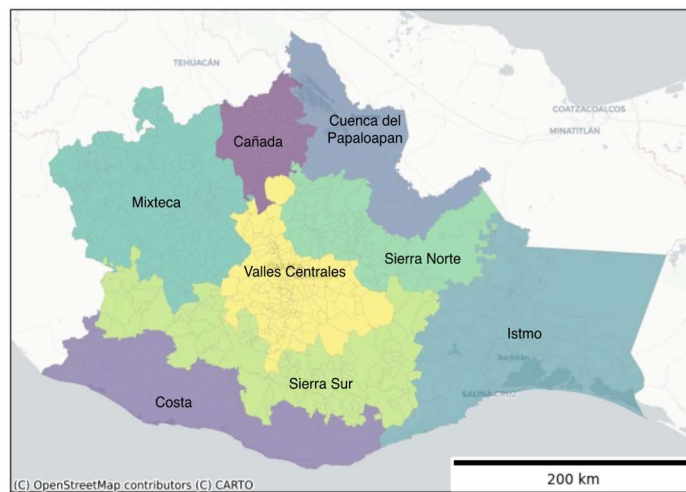 TEHUACÁN
COATZACOALCOS
MINATITLÁN
Cuenca del
Papaloapan
Cañada
Mixteca
Sierra Norte
Valles Centrales
Istmo
Juchitán
Sierra Sur
SALINA CRUZ
Costa
200 km
(C) OpenStreetMap contributors (C) CARTO